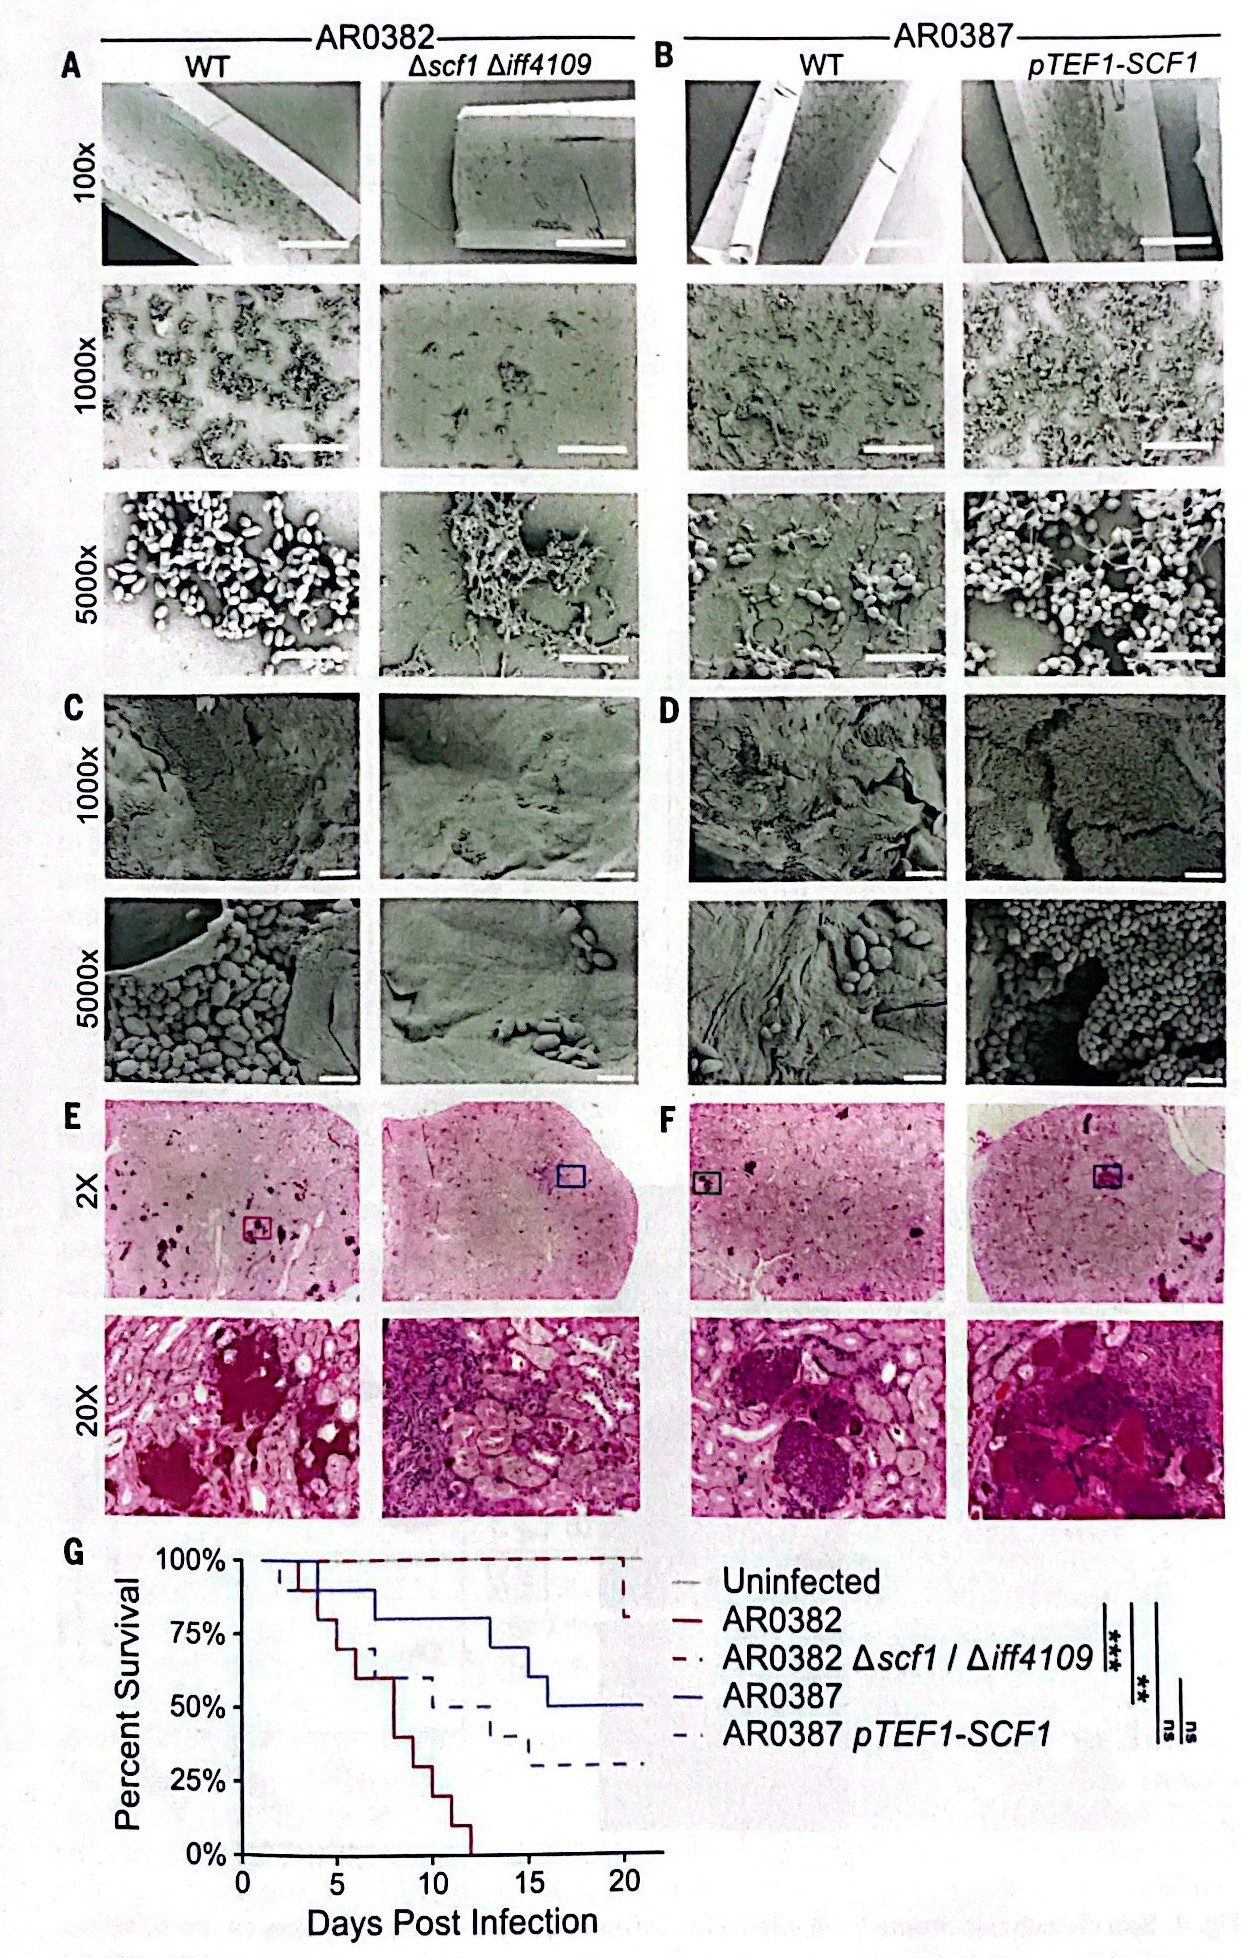 AR0382
AR0387
A
WT
Δscf1 Δiff4109
B
WT
pTEF1-SCF1
100x
1000x
5000x
C
D
1000x
5000x
E
F
2X
20X
G
100%
75%
50%
25%
0%
Percent Survival
0
5
10
15
20
Days Post Infection
Uninfected
AR0382
AR0382 Δscf1 / Δiff4109
AR0387
AR0387 pTEF1-SCF1
***
**
ns
ns